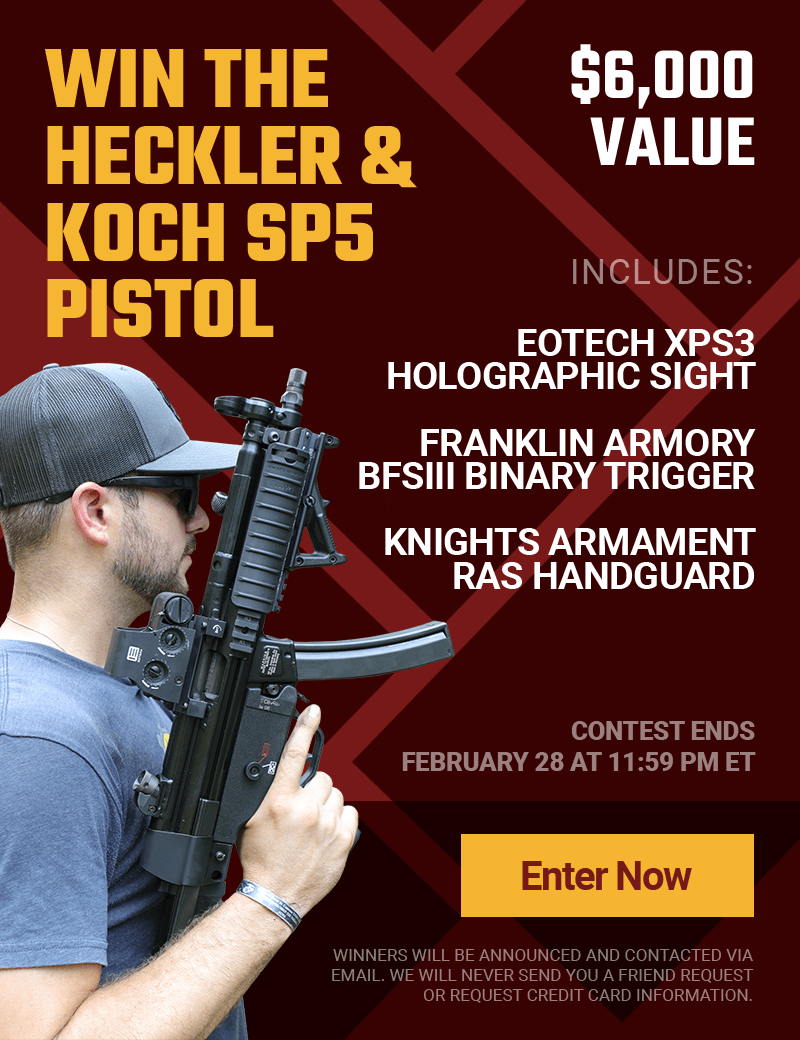 WIN THE
HECKLER &
KOCH SP5
PISTOL
$6,000
VALUE
INCLUDES:
EOTECH XPS3
HOLOGRAPHIC SIGHT
FRANKLIN ARMORY
BFSIII BINARY TRIGGER
KNIGHTS ARMAMENT
RAS HANDGUARD
CONTEST ENDS
FEBRUARY 28 AT 11:59 PM ET
Enter Now
WINNERS WILL BE ANNOUNCED AND CONTACTED VIA
EMAIL. WE WILL NEVER SEND YOU A FRIEND REQUEST
OR REQUEST CREDIT CARD INFORMATION.